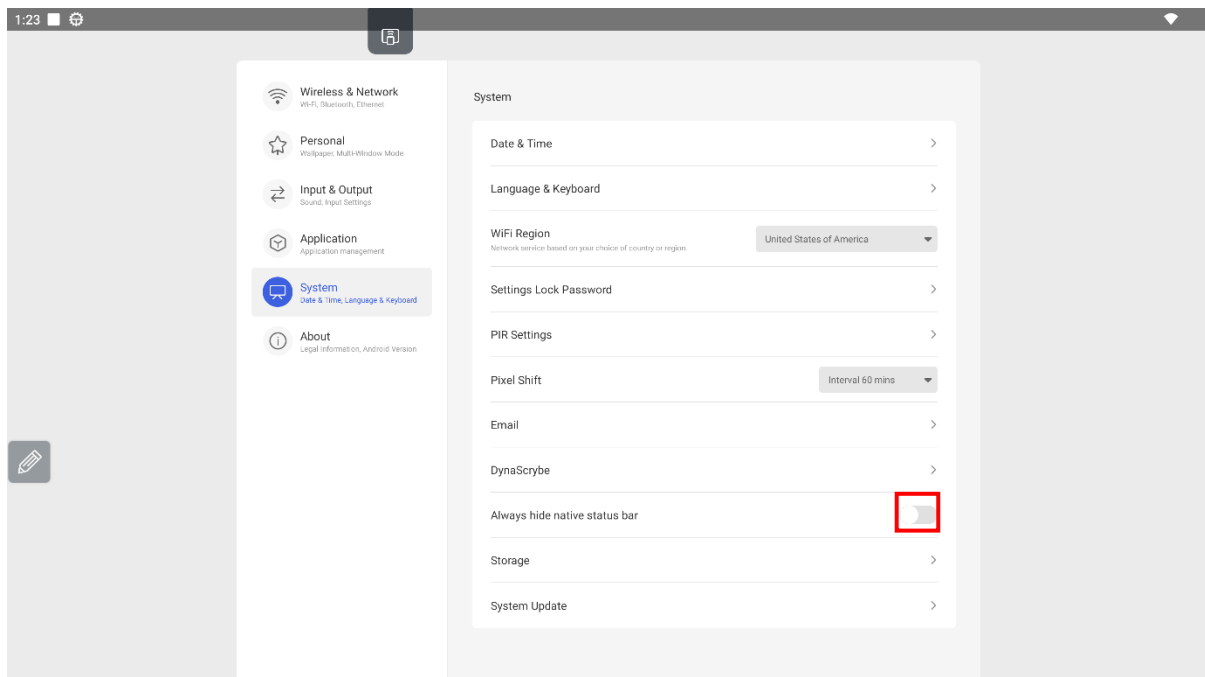 1:23
Wireless & Network
Wi-Fi, Bluetooth, Ethernet
Personal
Wallpaper, Multi-Window Mode
Input & Output
Sound, Input Settings
Application
Application management
System
Date & Time, Language & Keyboard
About
Legal Information, Android Version
System
Date & Time
Language & Keyboard
WiFi Region
Network service based on your choice of country or region.
United States of America
Settings Lock Password
PIR Settings
Pixel Shift
Interval 60 mins
Email
DynaScrybe
Always hide native status bar
Storage
System Update